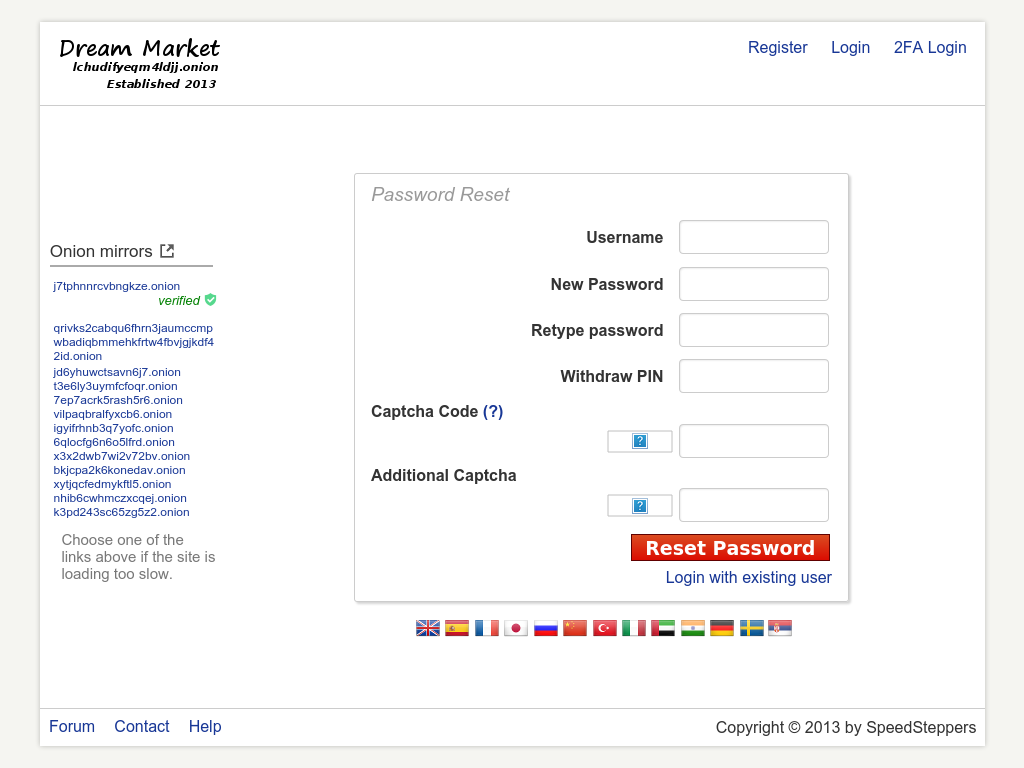 Dream Market
lchudifyeqm4ldjj.onion
Established 2013
Register Login 2FA Login
Onion mirrors
j7tphnnrcvbngkze.onion
verified
qrivks2cabqu6fhrn3jaumccmp
wbadiqbmmehkfrtw4fbvjgjkdf4
2id.onion
jd6yhuwctsavn6j7.onion
t3e6ly3uymfcfoqr.onion
7ep7acrk5rash5r6.onion
vilpaqbralfyxcb6.onion
igyifrhnb3q7yofc.onion
6qlocfg6n6o5lfrd.onion
x3x2dwb7wi2v72bv.onion
bkjcpa2k6konedav.onion
xytjqcfedmykftl5.onion
nhib6cwhmczxcqej.onion
k3pd243sc65zg5z2.onion
Choose one of the
links above if the site is
loading too slow.
Password Reset
Username
New Password
Retype password
Withdraw PIN
Captcha Code (?)
Additional Captcha
Reset Password
Login with existing user
Forum Contact Help
Copyright © 2013 by SpeedSteppers